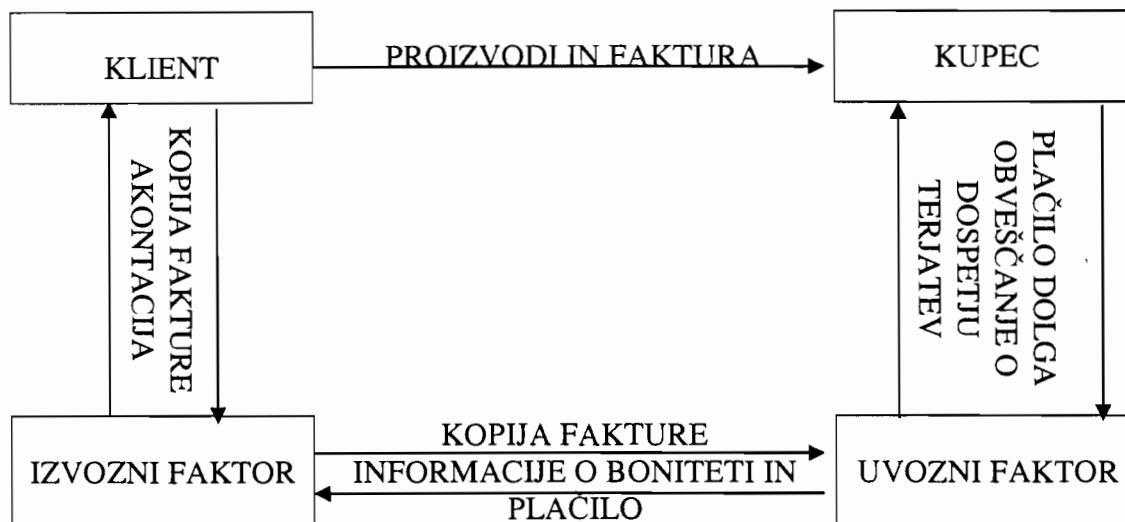 KLIENT
PROIZVODI IN FAKTURA
KUPEC
KOPIJA FAKTURE
AKONTACIJA
PLAČILO DOLGA
OBVEŠČANJE O
DOSPETJU
TERJATEV
IZVOZNI FAKTOR
KOPIJA FAKTURE
INFORMACIJE O BONITETI IN
PLAČILO
UVOZNI FAKTOR